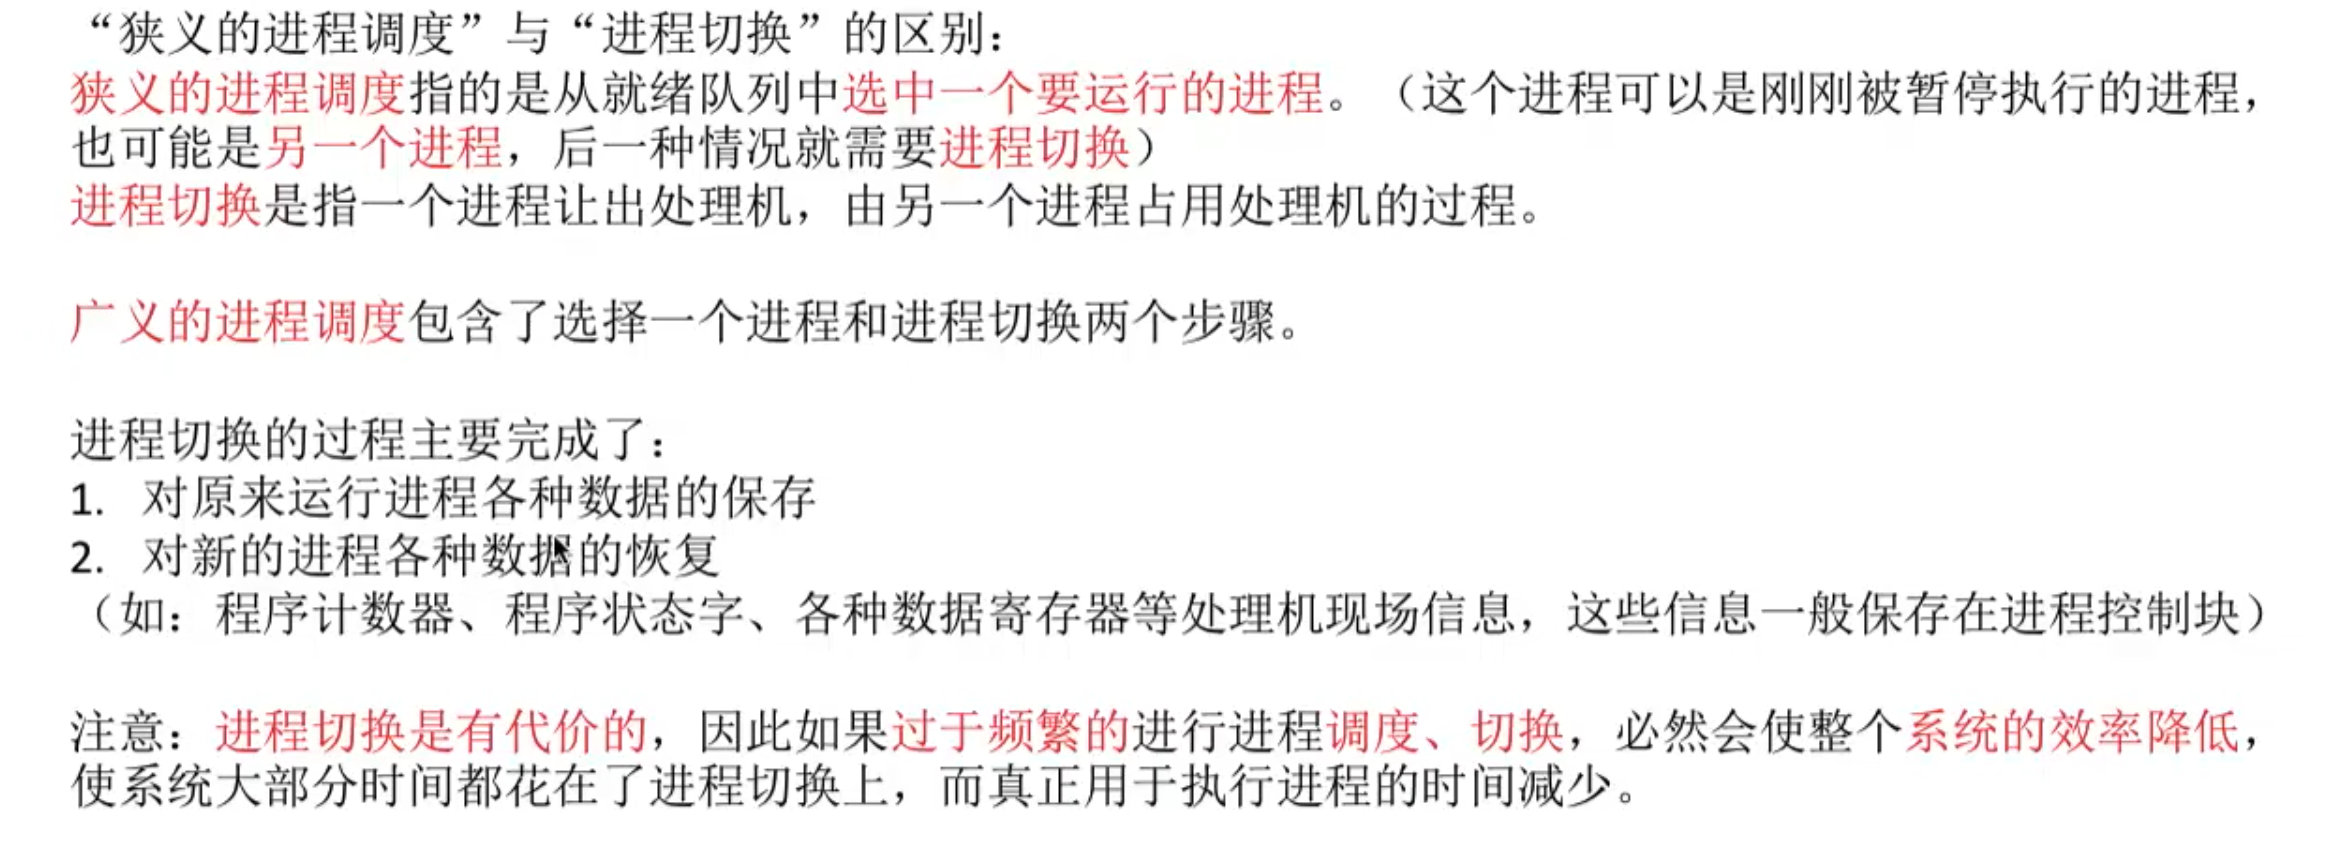 “狭义的进程调度”与“进程切换”的区别：
狭义的进程调度指的是从就绪队列中选中一个要运行的进程。（这个进程可以是刚刚被暂停执行的进程，
也可能是另一个进程，后一种情况就需要进程切换）
进程切换是指一个进程让出处理机，由另一个进程占用处理机的过程。
广义的进程调度包含了选择一个进程和进程切换两个步骤。
进程切换的过程主要完成了：
1. 对原来运行进程各种数据的保存
2. 对新的进程各种数据的恢复
（如：程序计数器、程序状态字、各种数据寄存器等处理机现场信息，这些信息一般保存在进程控制块）
注意：进程切换是有代价的，因此如果过于频繁的进行进程调度、切换，必然会使整个系统的效率降低，
使系统大部分时间都花在了进程切换上，而真正用于执行进程的时间减少。